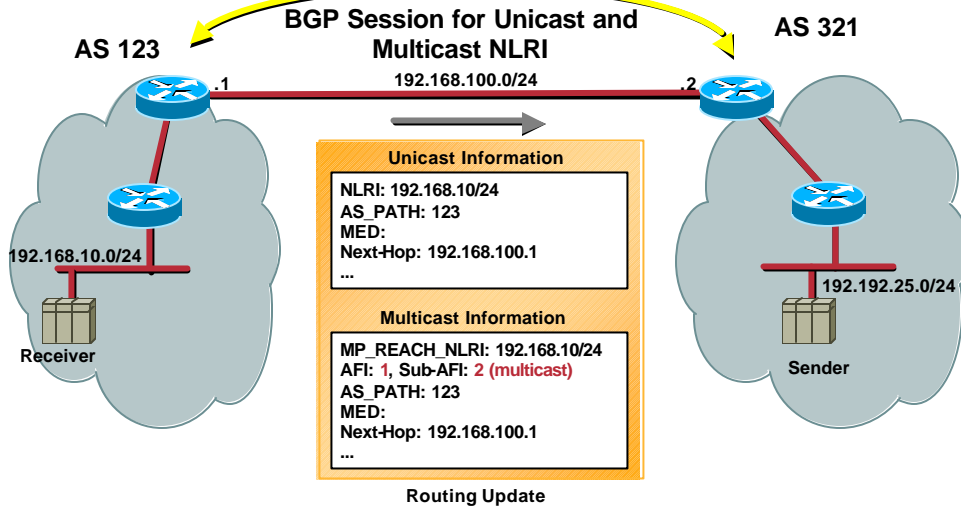 BGP Session for Unicast and
Multicast NLRI
AS 123
AS 321
192.168.100.0/24
.1
.2
Unicast Information
NLRI: 192.168.10/24
AS_PATH: 123
MED:
Next-Hop: 192.168.100.1
...
192.168.10.0/24
Receiver
192.192.25.0/24
Sender
Multicast Information
MP_REACH_NLRI: 192.168.10/24
AFI: 1, Sub-AFI: 2 (multicast)
AS_PATH: 123
MED:
Next-Hop: 192.168.100.1
...
Routing Update